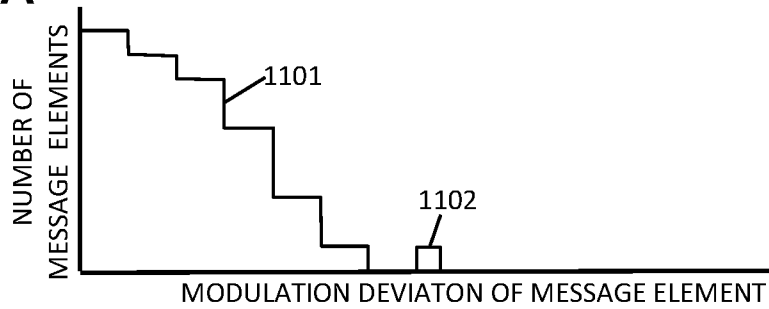 NUMBER OF
MESSAGE ELEMENTS
1101
1102
MODULATION DEVIATON OF MESSAGE ELEMENT